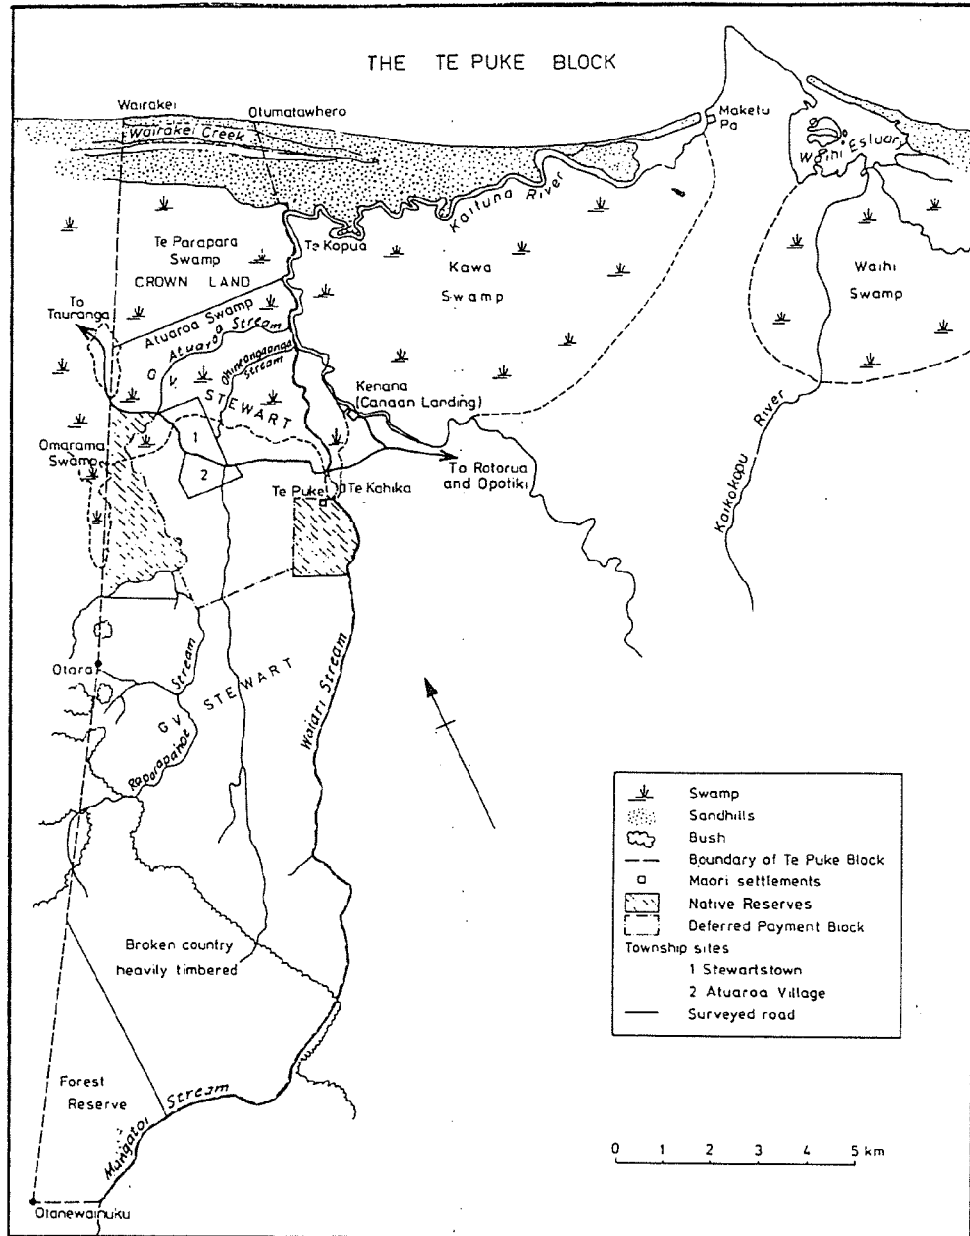 THE TE PUKE BLOCK
Wairakei
Otumatawhero
Wairakei Creek
Maketu
Pa
Waihi Estuary
Kaituna River
Te Kopua
Te Parapara
Swamp
CROWN LAND
Kawa
Swamp
Waihi
Swamp
To
Tauranga
Atuaroa Swamp
Atuaroa Stream
Ohineangaanga
Stream
G. V. STEWART
Kenana
(Canaan Landing)
1
2
Omarama
Swamp
To Rotorua
and Opotiki
Te Puke
Te Kahika
Kaikokopu River
Otara
Stream
G V STEWART
Raparapahoe
Waiari Stream
Broken country
heavily timbered
Forest
Reserve
Mangatoi Stream
Otanewainuku
Swamp
Sandhills
Bush
Boundary of Te Puke Block
Maori settlements
Native Reserves
Deferred Payment Block
Township sites
1 Stewartstown
2 Atuaroa Village
Surveyed road
0 1 2 3 4 5 km